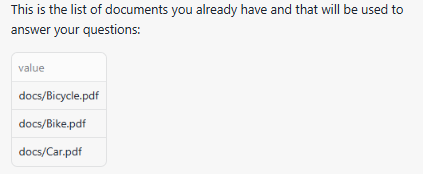 This is the list of documents you already have and that will be used to
answer your questions:
value
docs/Bicycle.pdf
docs/Bike.pdf
docs/Car.pdf